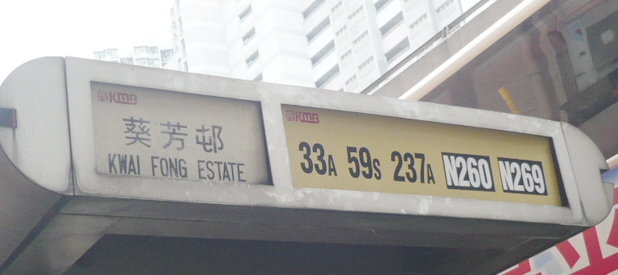 KMB
葵芳邨
KWAI FONG ESTATE
KMB
33A 59S 237A N260 N269